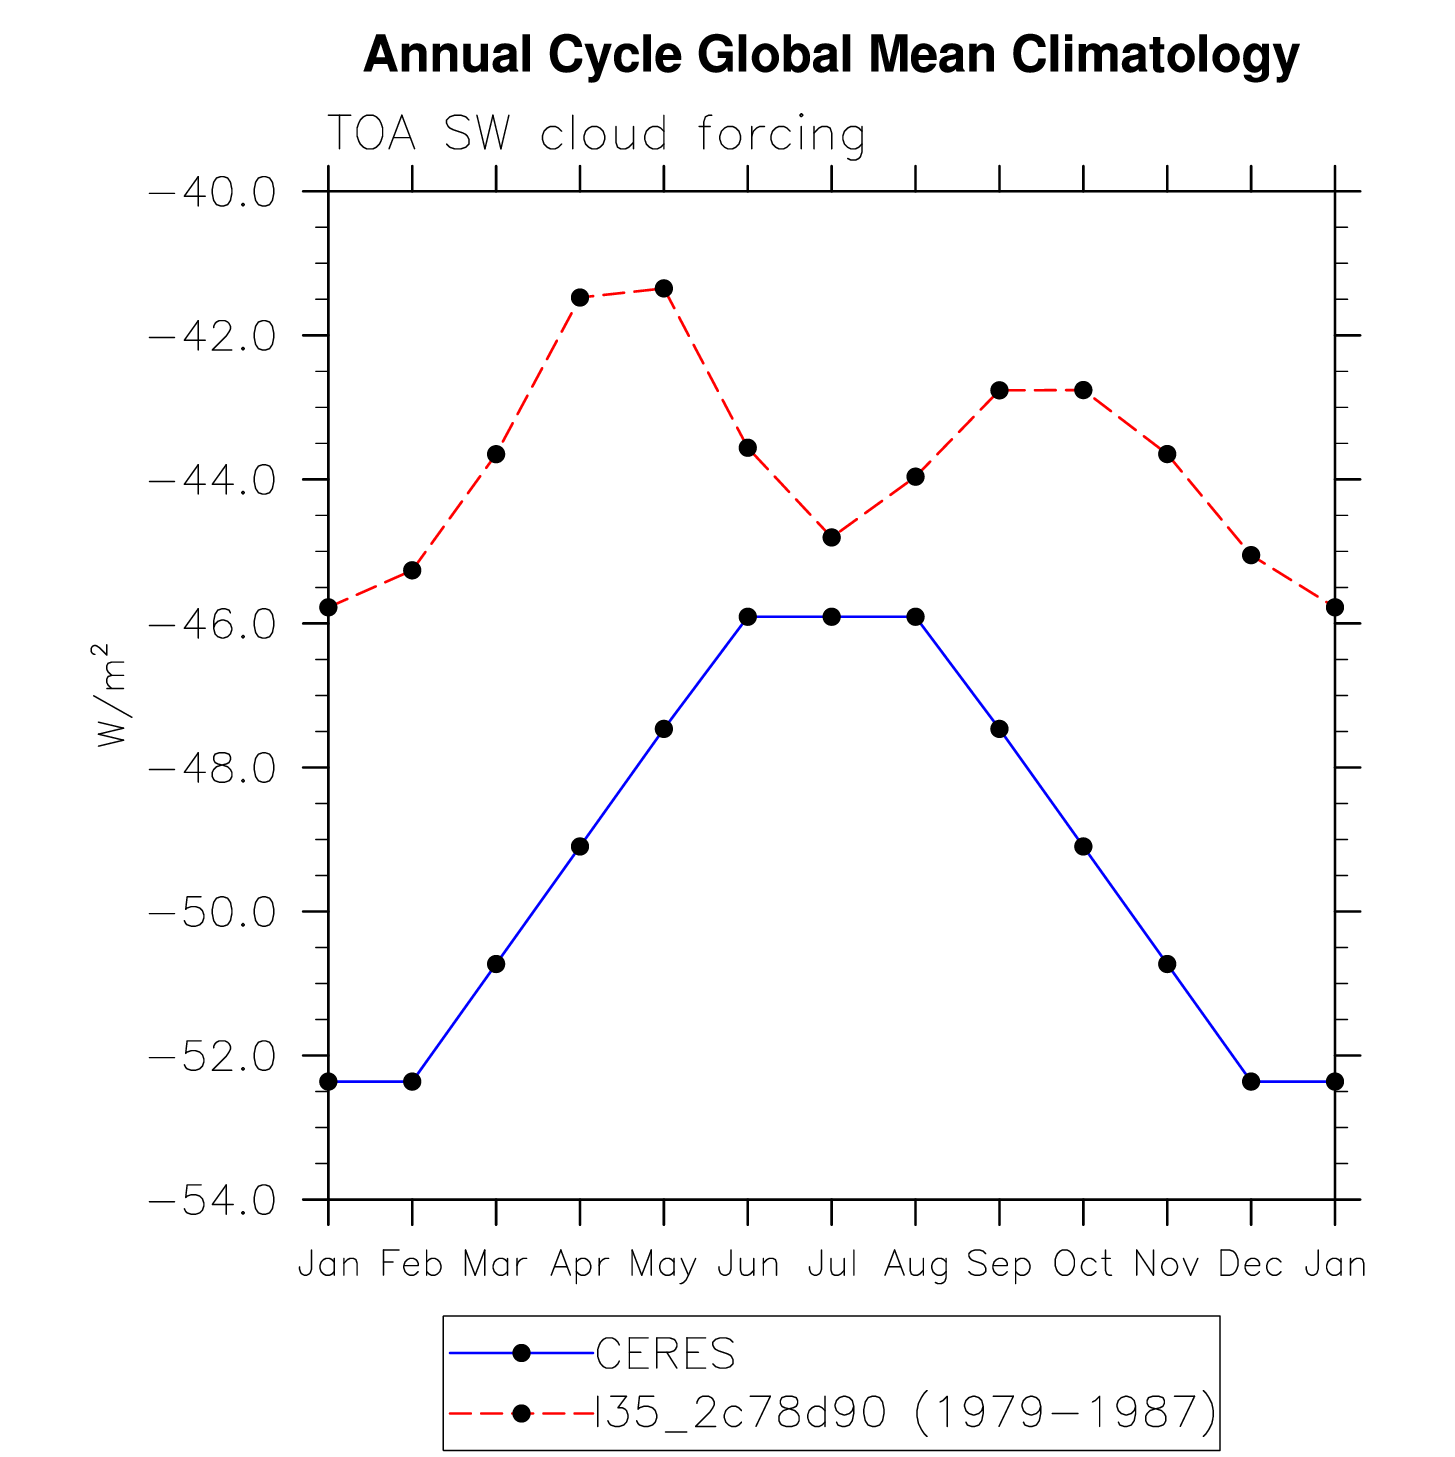 Annual Cycle Global Mean Climatology
TOA SW cloud forcing
-40.0
-42.0
-44.0
-46.0
-48.0
-50.0
-52.0
-54.0
W/m²
Jan Feb Mar Apr May Jun Jul Aug Sep Oct Nov Dec Jan
CERES
I35_2c78d90 (1979-1987)